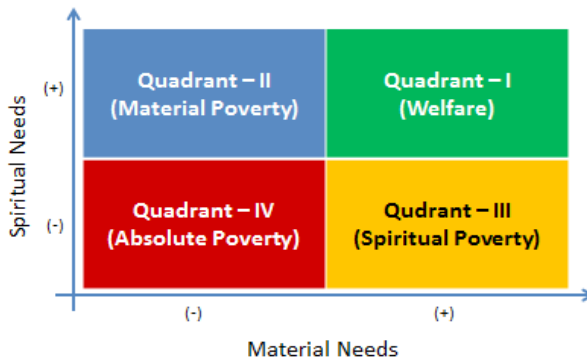 Spiritual Needs
(+)
Quadrant – II
(Material Poverty)
Quadrant – I
(Welfare)
(-)
Quadrant – IV
(Absolute Poverty)
Qudrant – III
(Spiritual Poverty)
(-)
(+)
Material Needs